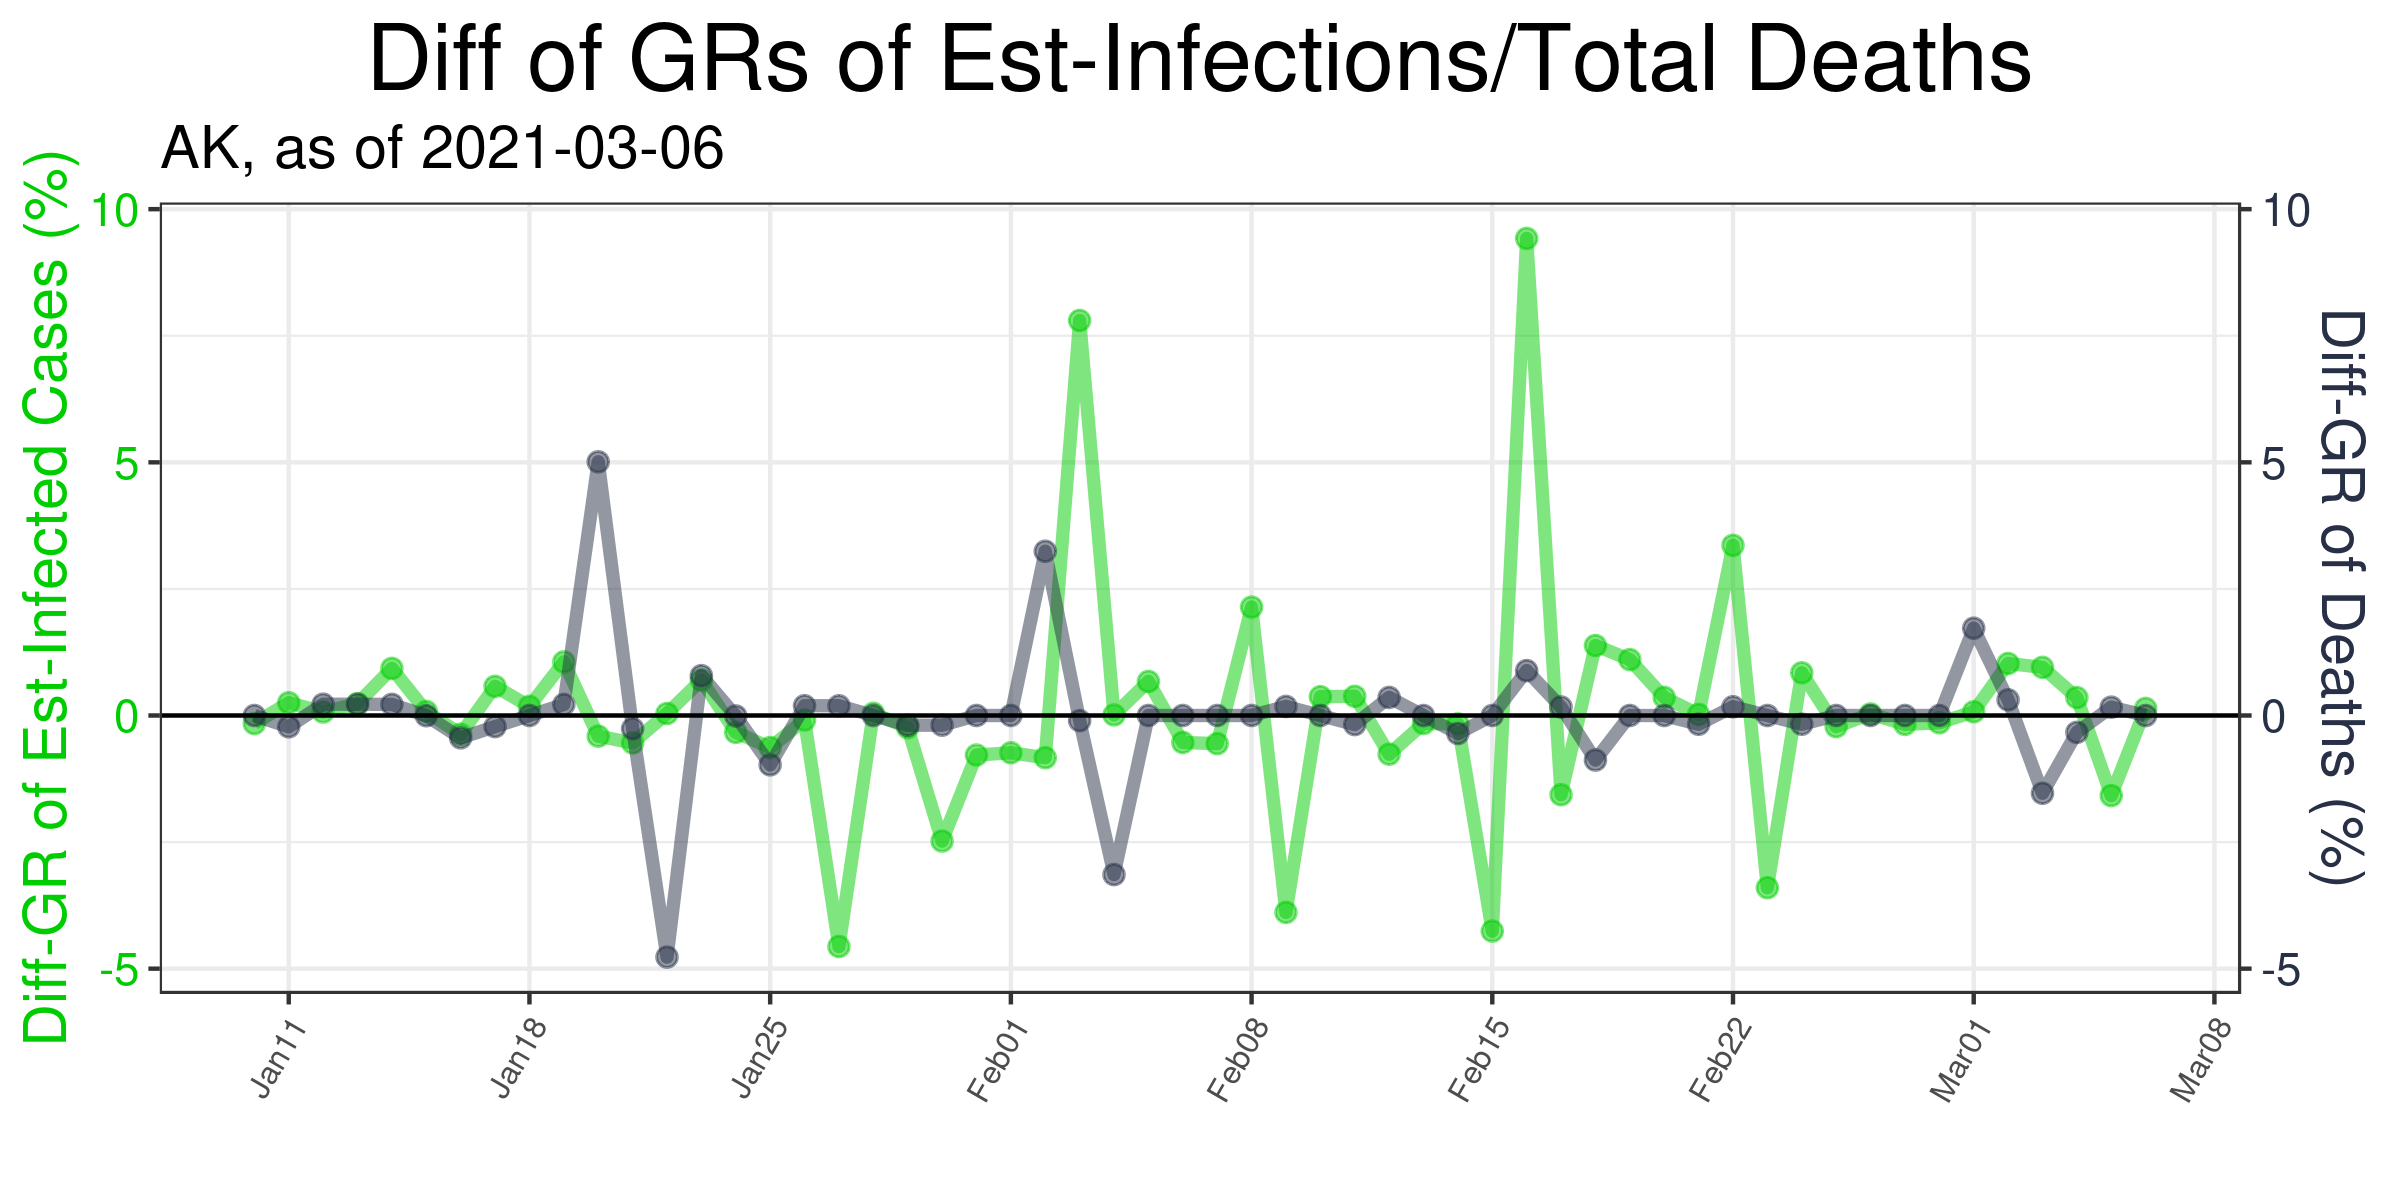 Diff of GRs of Est-Infections/Total Deaths
AK, as of 2021-03-06
Diff-GR of Est-Infected Cases (%)
10
5
0
-5
10
5
0
-5
Diff-GR of Deaths (%)
Jan11
Jan18
Jan25
Feb01
Feb08
Feb15
Feb22
Mar01
Mar08